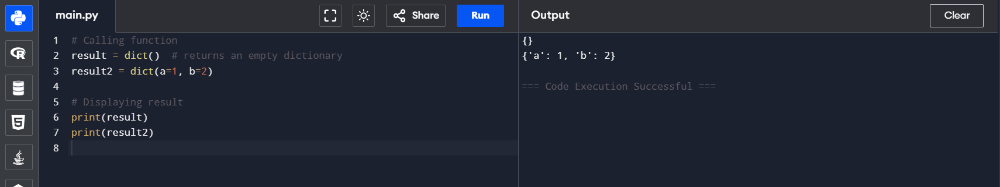 main.py
Share
Run
1 # Calling function
2 result = dict()  # returns an empty dictionary
3 result2 = dict(a=1, b=2)
4
5 # Displaying result
6 print(result)
7 print(result2)
8
Output
Clear
{}
{'a': 1, 'b': 2}
=== Code Execution Successful ===